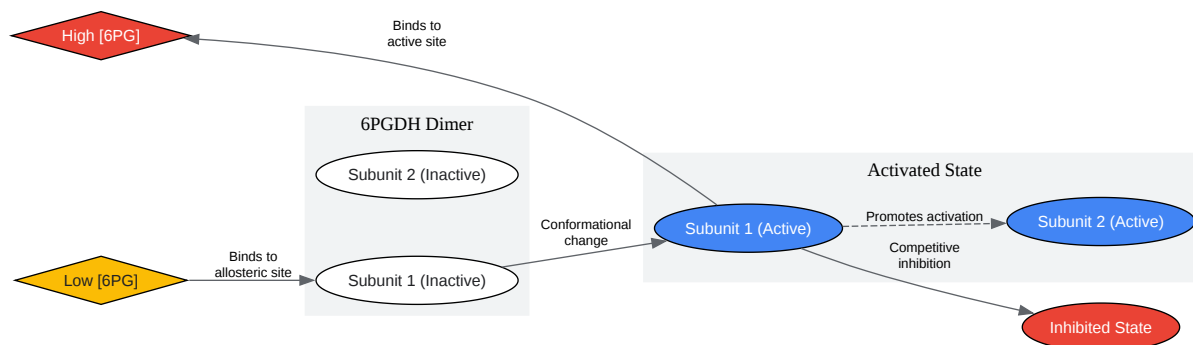 High [6PG]
Binds to
active site
6PGDH Dimer
Subunit 2 (Inactive)
Activated State
Conformational
change
Subunit 1 (Active)
Promotes activation
Subunit 2 (Active)
Competitive
inhibition
Low [6PG]
Binds to
allosteric site
Subunit 1 (Inactive)
Inhibited State